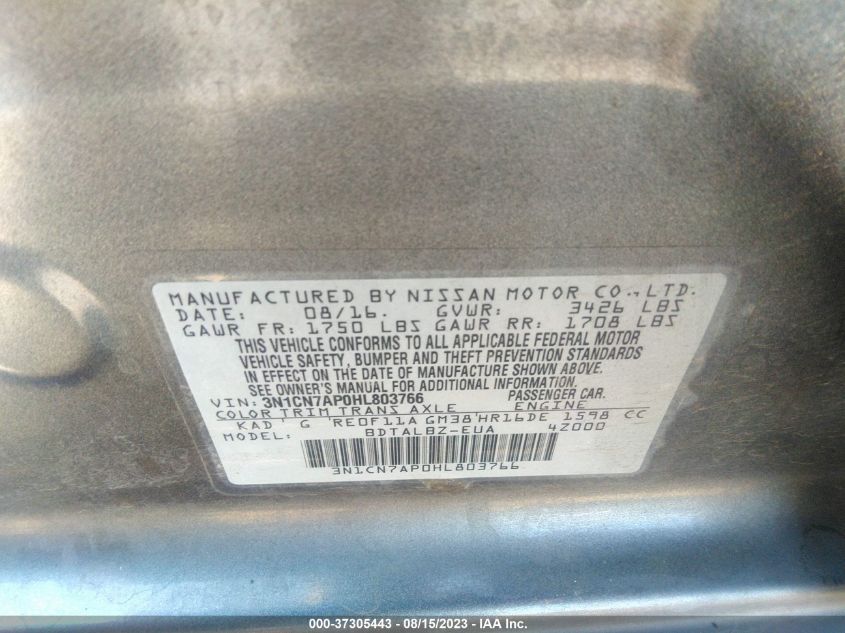 MANUFACTURED BY NISSAN MOTOR CO., LTD.
DATE: 08/16. GVWR: 3426 LBS
GAWR FR: 1750 LBS GAWR RR: 1708 LBS
THIS VEHICLE CONFORMS TO ALL APPLICABLE FEDERAL MOTOR
VEHICLE SAFETY, BUMPER AND THEFT PREVENTION STANDARDS
IN EFFECT ON THE DATE OF MANUFACTURE SHOWN ABOVE.
SEE OWNER'S MANUAL FOR ADDITIONAL INFORMATION.
VIN: 3N1CN7AP0HL803766 PASSENGER CAR.
COLOR TRIM TRANS AXLE ENGINE
KAD G RE0F11A GM38 HR16DE 1598 CC
MODEL: BDTALBZ-EUA 4Z000
3N1CN7AP0HL803766
000-37305443 - 08/15/2023 - IAA Inc.